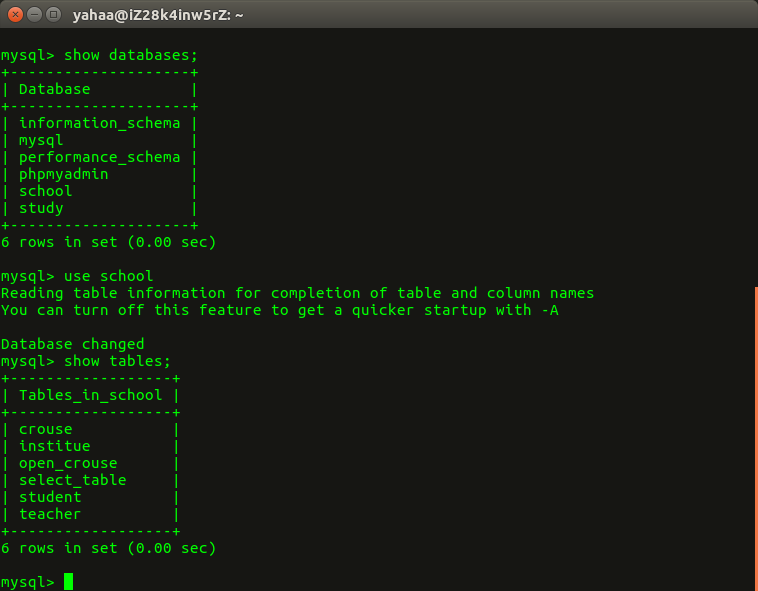 yahaa@iZ28k4inw5rZ: ~
mysql> show databases;
+--------------------+
| Database           |
+--------------------+
| information_schema |
| mysql              |
| performance_schema |
| phpmyadmin         |
| school             |
| study              |
+--------------------+
6 rows in set (0.00 sec)
mysql> use school
Reading table information for completion of table and column names
You can turn off this feature to get a quicker startup with -A
Database changed
mysql> show tables;
+------------------+
| Tables_in_school |
+------------------+
| crouse           |
| institue         |
| open_crouse      |
| select_table     |
| student          |
| teacher          |
+------------------+
6 rows in set (0.00 sec)
mysql>